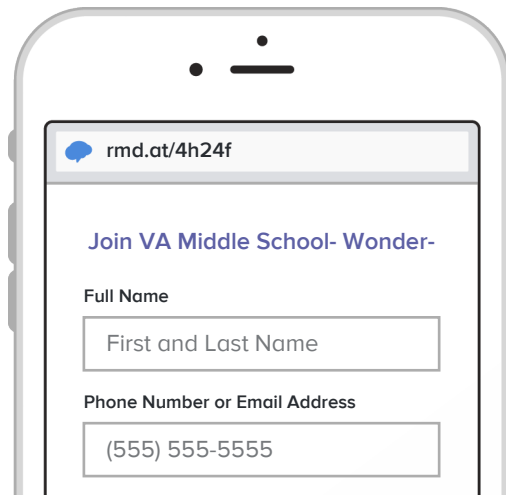 rmd.at/4h24f
Join VA Middle School- Wonder-
Full Name
First and Last Name
Phone Number or Email Address
(555) 555-5555